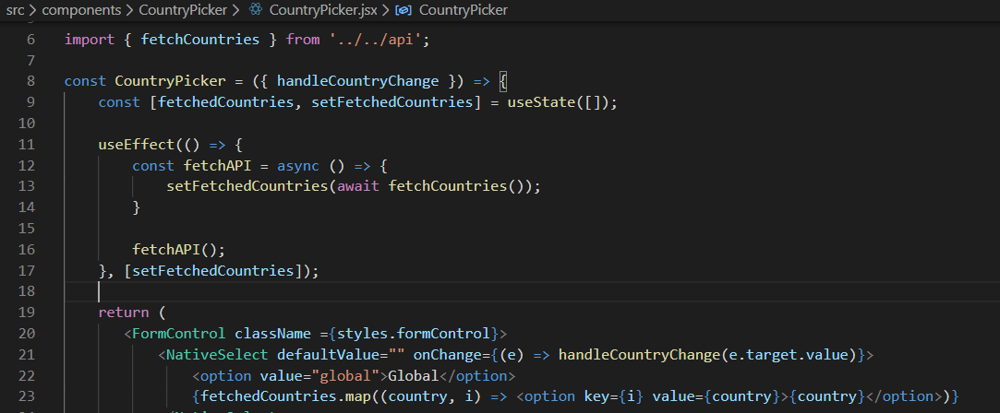 src > components > CountryPicker > CountryPicker.jsx > CountryPicker
6 import { fetchCountries } from '../../api';
7
8 const CountryPicker = ({ handleCountryChange }) => {
9 const [fetchedCountries, setFetchedCountries] = useState([]);
10
11 useEffect(() => {
12 const fetchAPI = async () => {
13 setFetchedCountries(await fetchCountries());
14 }
15
16 fetchAPI();
17 }, [setFetchedCountries]);
18
19 return (
20 <FormControl className ={styles.formControl}>
21 <NativeSelect defaultValue="" onChange={(e) => handleCountryChange(e.target.value)}>
22 <option value="global">Global</option>
23 {fetchedCountries.map((country, i) => <option key={i} value={country}>{country}</option>)}